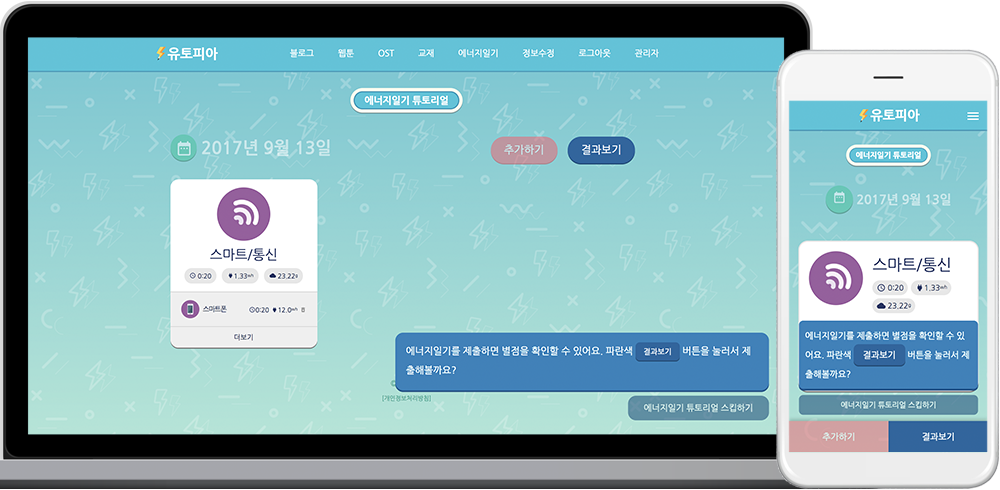 유토피아
블로그 웹툰 OST 교재 에너지일기 정보수정 로그아웃 관리자
에너지일기 튜토리얼
2017년 9월 13일
추가하기 결과보기
스마트/통신
0:20 1.33wh 23.22g
스마트폰 0:20 12.0wh
더보기
에너지일기를 제출하면 별점을 확인할 수 있어요. 파란색 결과보기 버튼을 눌러서 제
출해볼까요?
[개인정보처리방침]
에너지일기 튜토리얼 스킵하기
유토피아
에너지일기 튜토리얼
2017년 9월 13일
스마트/통신
0:20 1.33wh
23.22g
에너지일기를 제출하면 별점을 확인할 수 있
어요. 파란색 결과보기 버튼을 눌러서 제
출해볼까요?
에너지일기 튜토리얼 스킵하기
추가하기 결과보기